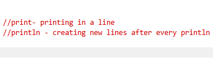 //print- printing in a line
//println - creating new lines after every println